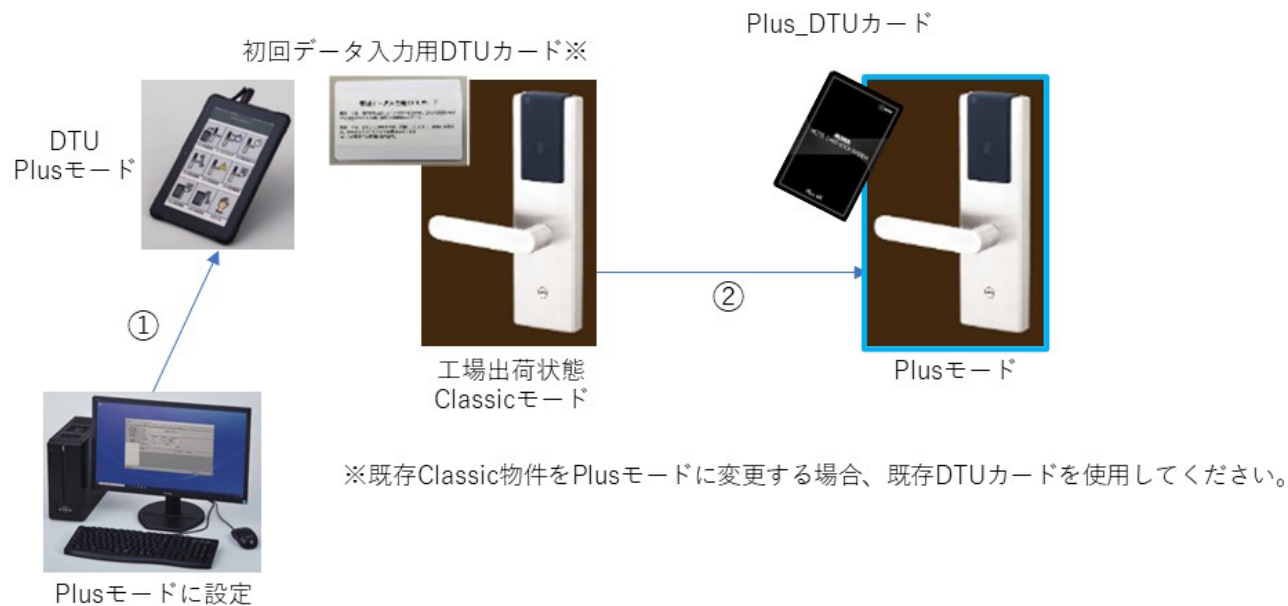 Plus_DTUカード
初回データ入力用DTUカード※
DTU
Plusモード
①
②
工場出荷状態
Classicモード
Plusモード
※既存Classic物件をPlusモードに変更する場合、既存DTUカードを使用してください。
Plusモードに設定